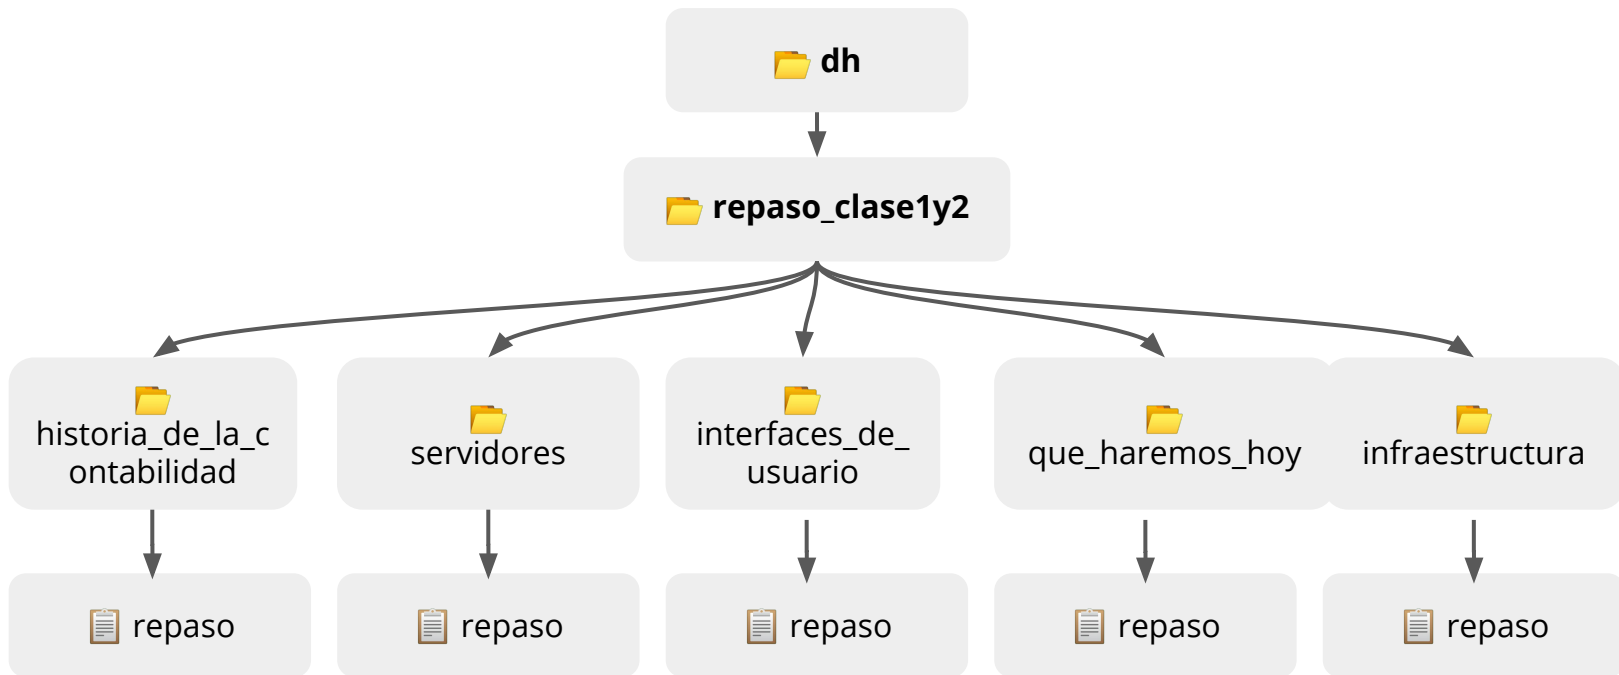 dh
repaso_clase1y2
historia_de_la_c
ontabilidad
servidores
interfaces_de_
usuario
que_haremos_hoy
infraestructura
repaso
repaso
repaso
repaso
repaso